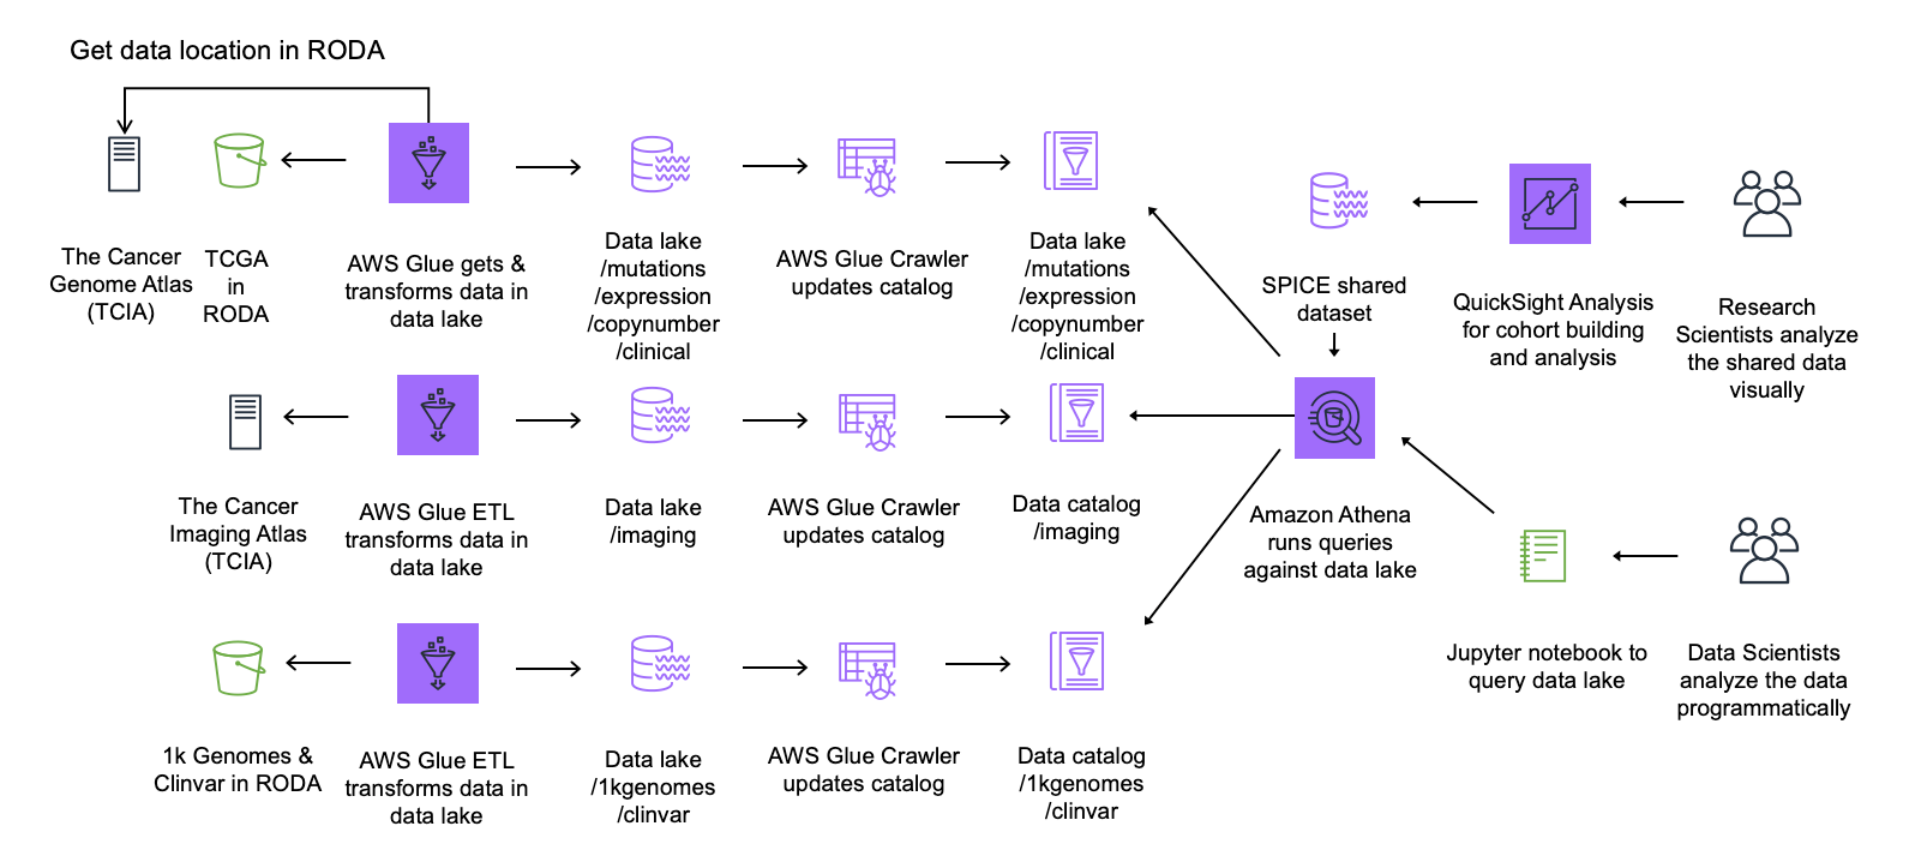 Get data location in RODA
The Cancer
Genome Atlas
(TCIA)
TCGA
in
RODA
AWS Glue gets &
transforms data in
data lake
Data lake
/mutations
/expression
/copynumber
/clinical
AWS Glue Crawler
updates catalog
Data lake
/mutations
/expression
/copynumber
/clinical
SPICE shared
dataset
QuickSight Analysis
for cohort building
and analysis
Research
Scientists analyze
the shared data
visually
The Cancer
Imaging Atlas
(TCIA)
AWS Glue ETL
transforms data in
data lake
Data lake
/imaging
AWS Glue Crawler
updates catalog
Data catalog
/imaging
Amazon Athena
runs queries
against data lake
Jupyter notebook to
query data lake
Data Scientists
analyze the data
programmatically
1k Genomes &
Clinvar in RODA
AWS Glue ETL
transforms data in
data lake
Data lake
/1kgenomes
/clinvar
AWS Glue Crawler
updates catalog
Data catalog
/1kgenomes
/clinvar